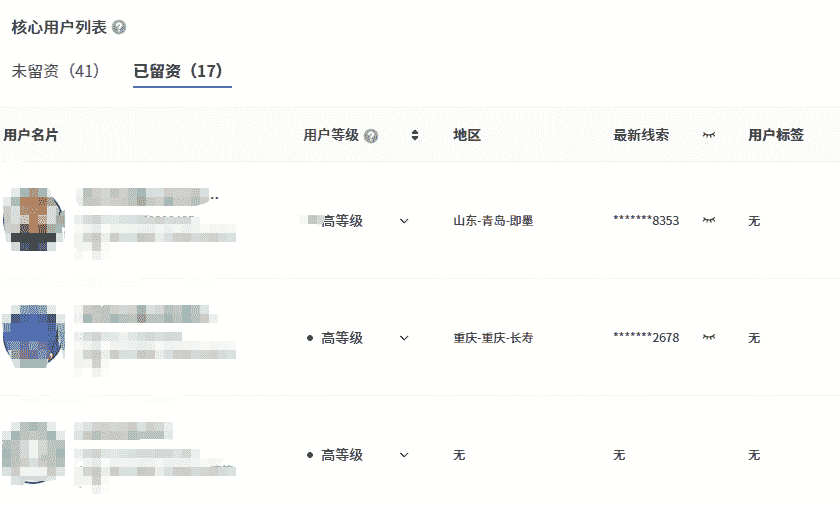 核心用户列表
未留资（41） 已留资（17）
用户名片 用户等级 地区 最新线索 用户标签
高等级 山东-青岛-即墨 *******8353 无
高等级 重庆-重庆-长寿 *******2678 无
高等级 无 无 无